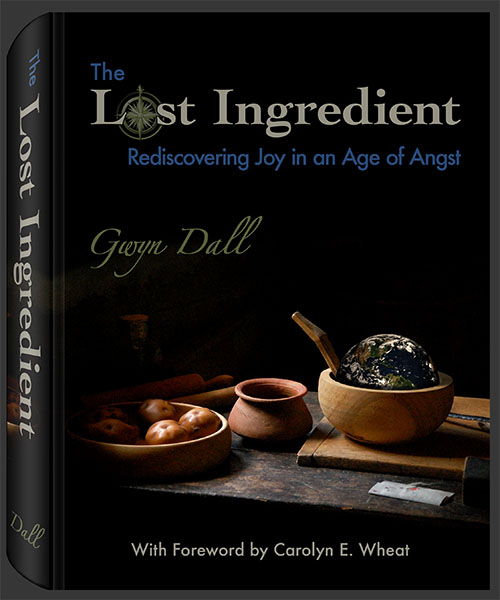 The
Lost Ingredient
Rediscovering Joy in an Age of Angst
Gwyn Dall
With Foreword by Carolyn E. Wheat
The Lost Ingredient
Dall